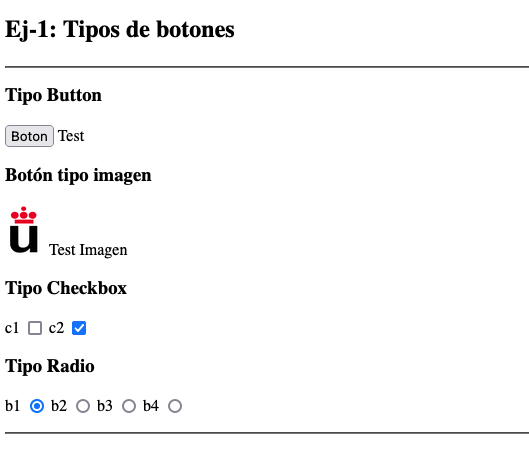 Ej-1: Tipos de botones
Tipo Button
Boton Test
Botón tipo imagen
u Test Imagen
Tipo Checkbox
c1 c2
Tipo Radio
b1 b2 b3 b4